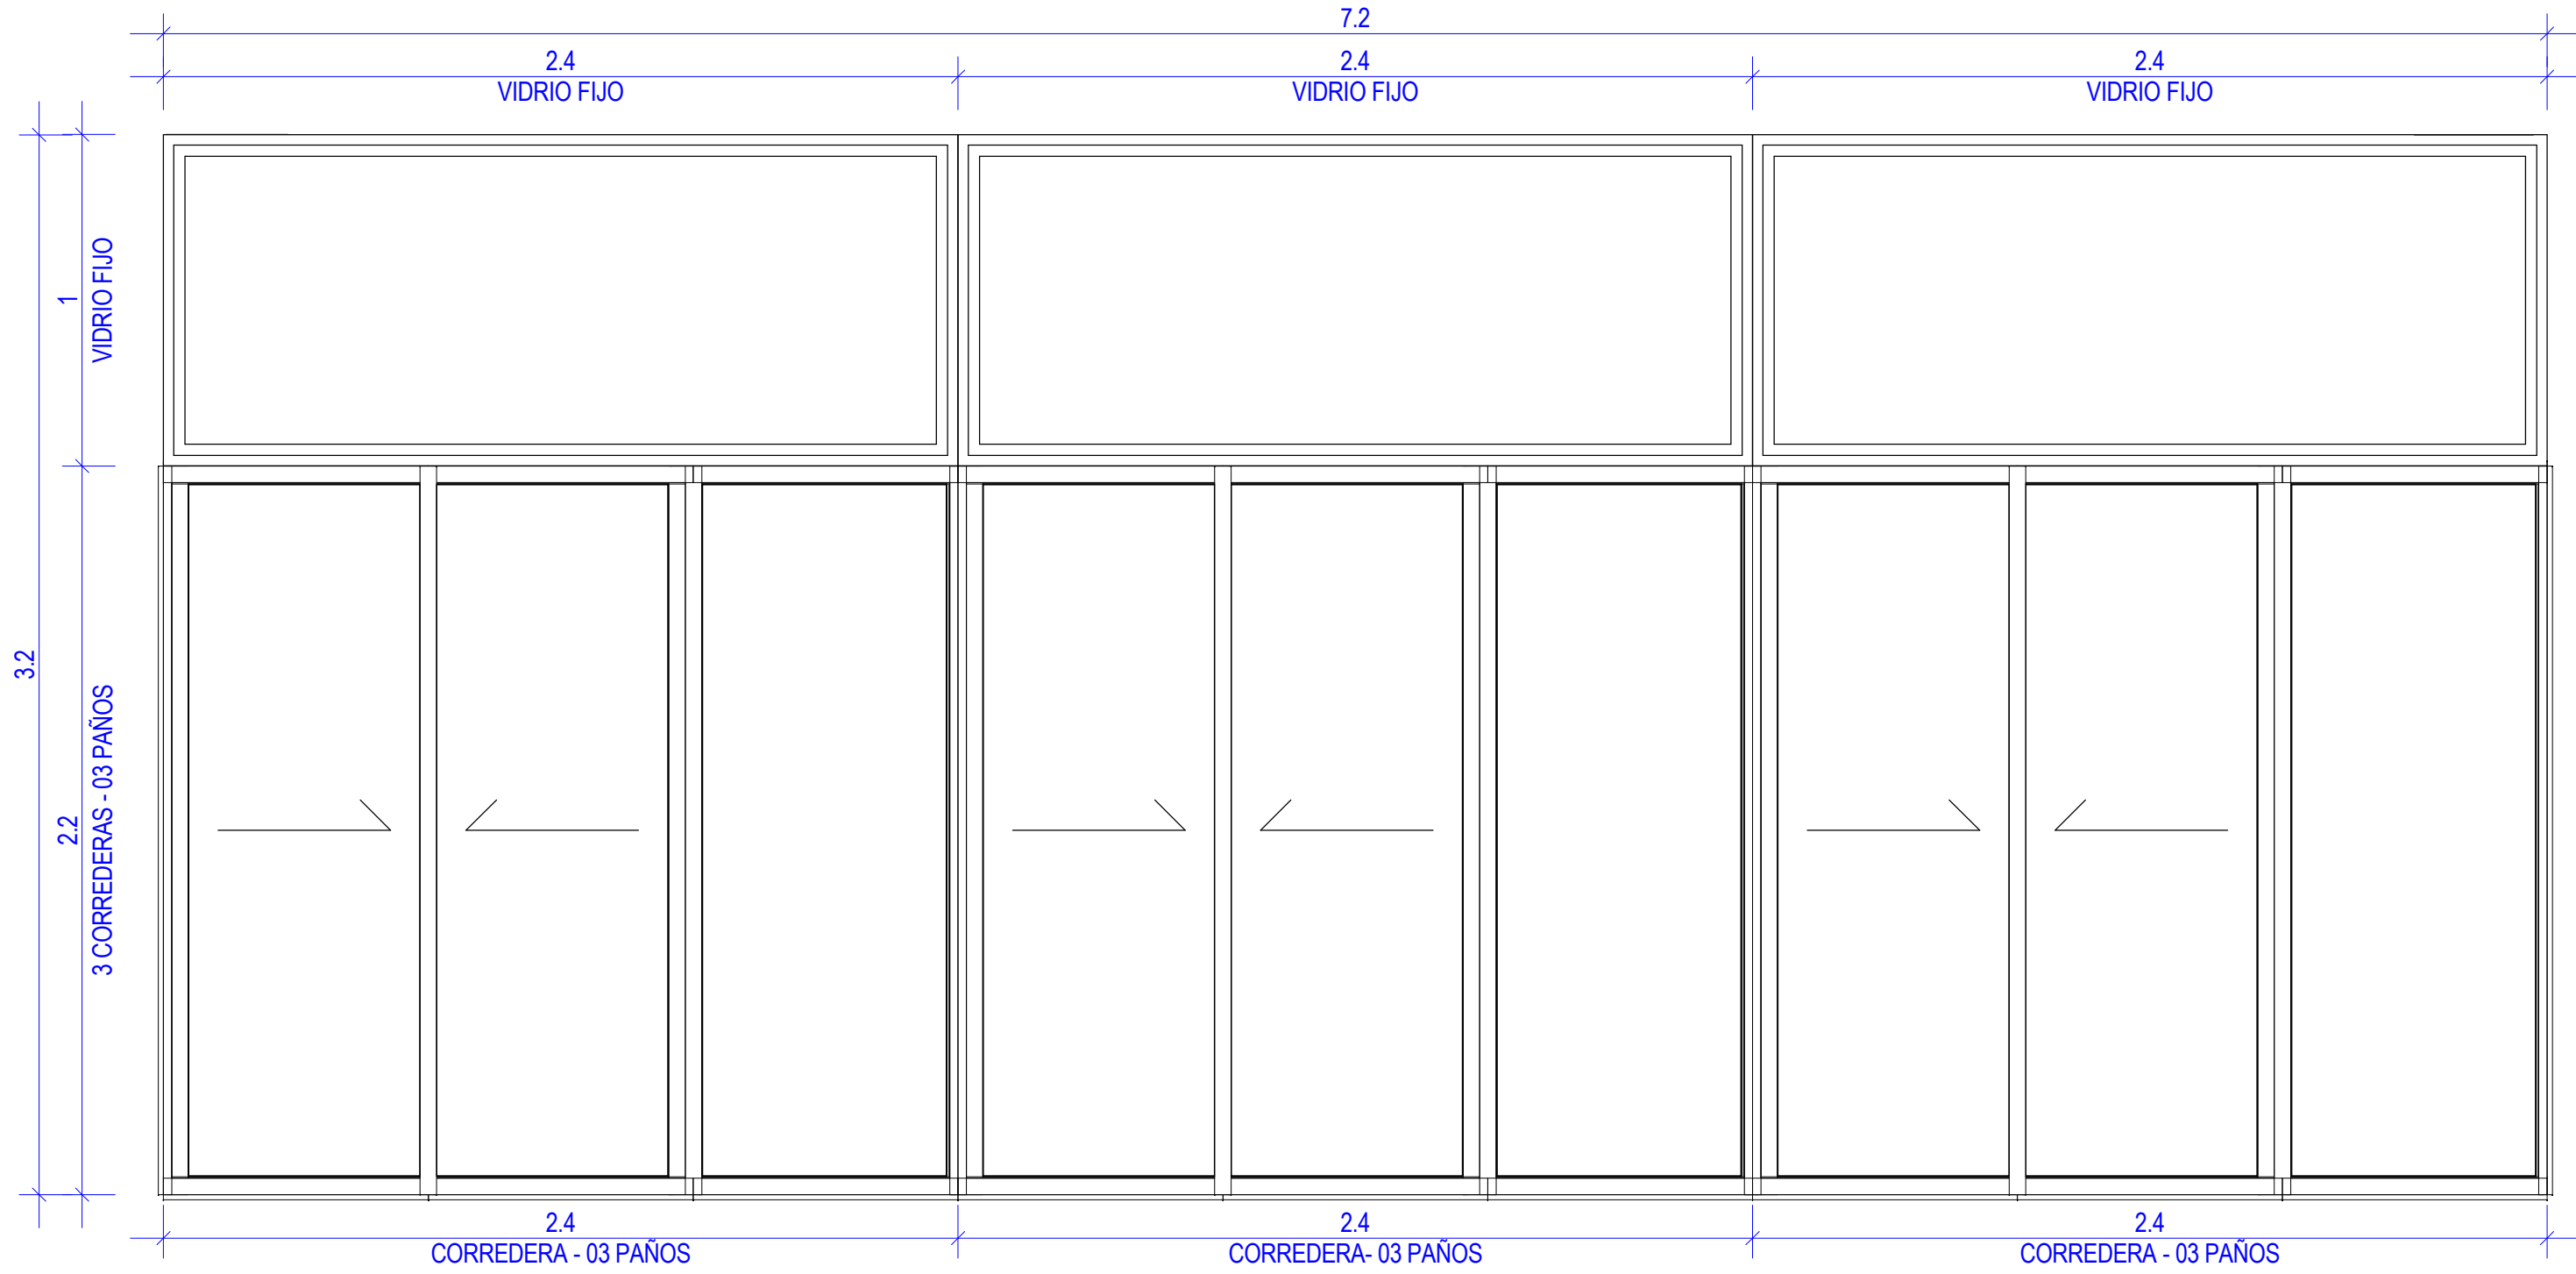 7.2
2.4
2.4
2.4
VIDRIO FIJO
VIDRIO FIJO
VIDRIO FIJO
1
VIDRIO FIJO
3.2
2.2
3 CORREDERAS - 03 PAÑOS
2.4
2.4
2.4
CORREDERA - 03 PAÑOS
CORREDERA- 03 PAÑOS
CORREDERA - 03 PAÑOS